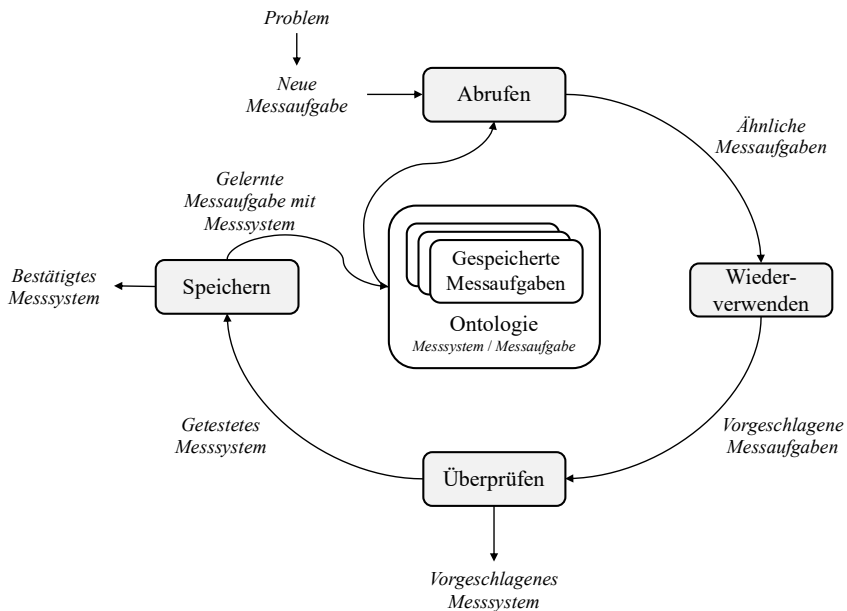 Problem
Neue
Messaufgabe
Abrufen
Ähnliche
Messaufgaben
Gelernte
Messaufgabe mit
Messsystem
Gespeicherte
Messaufgaben
Ontologie
Messsystem / Messaufgabe
Bestätigtes
Messsystem
Speichern
Wieder-
verwenden
Getestetes
Messsystem
Vorgeschlagene
Messaufgaben
Überprüfen
Vorgeschlagenes
Messsystem